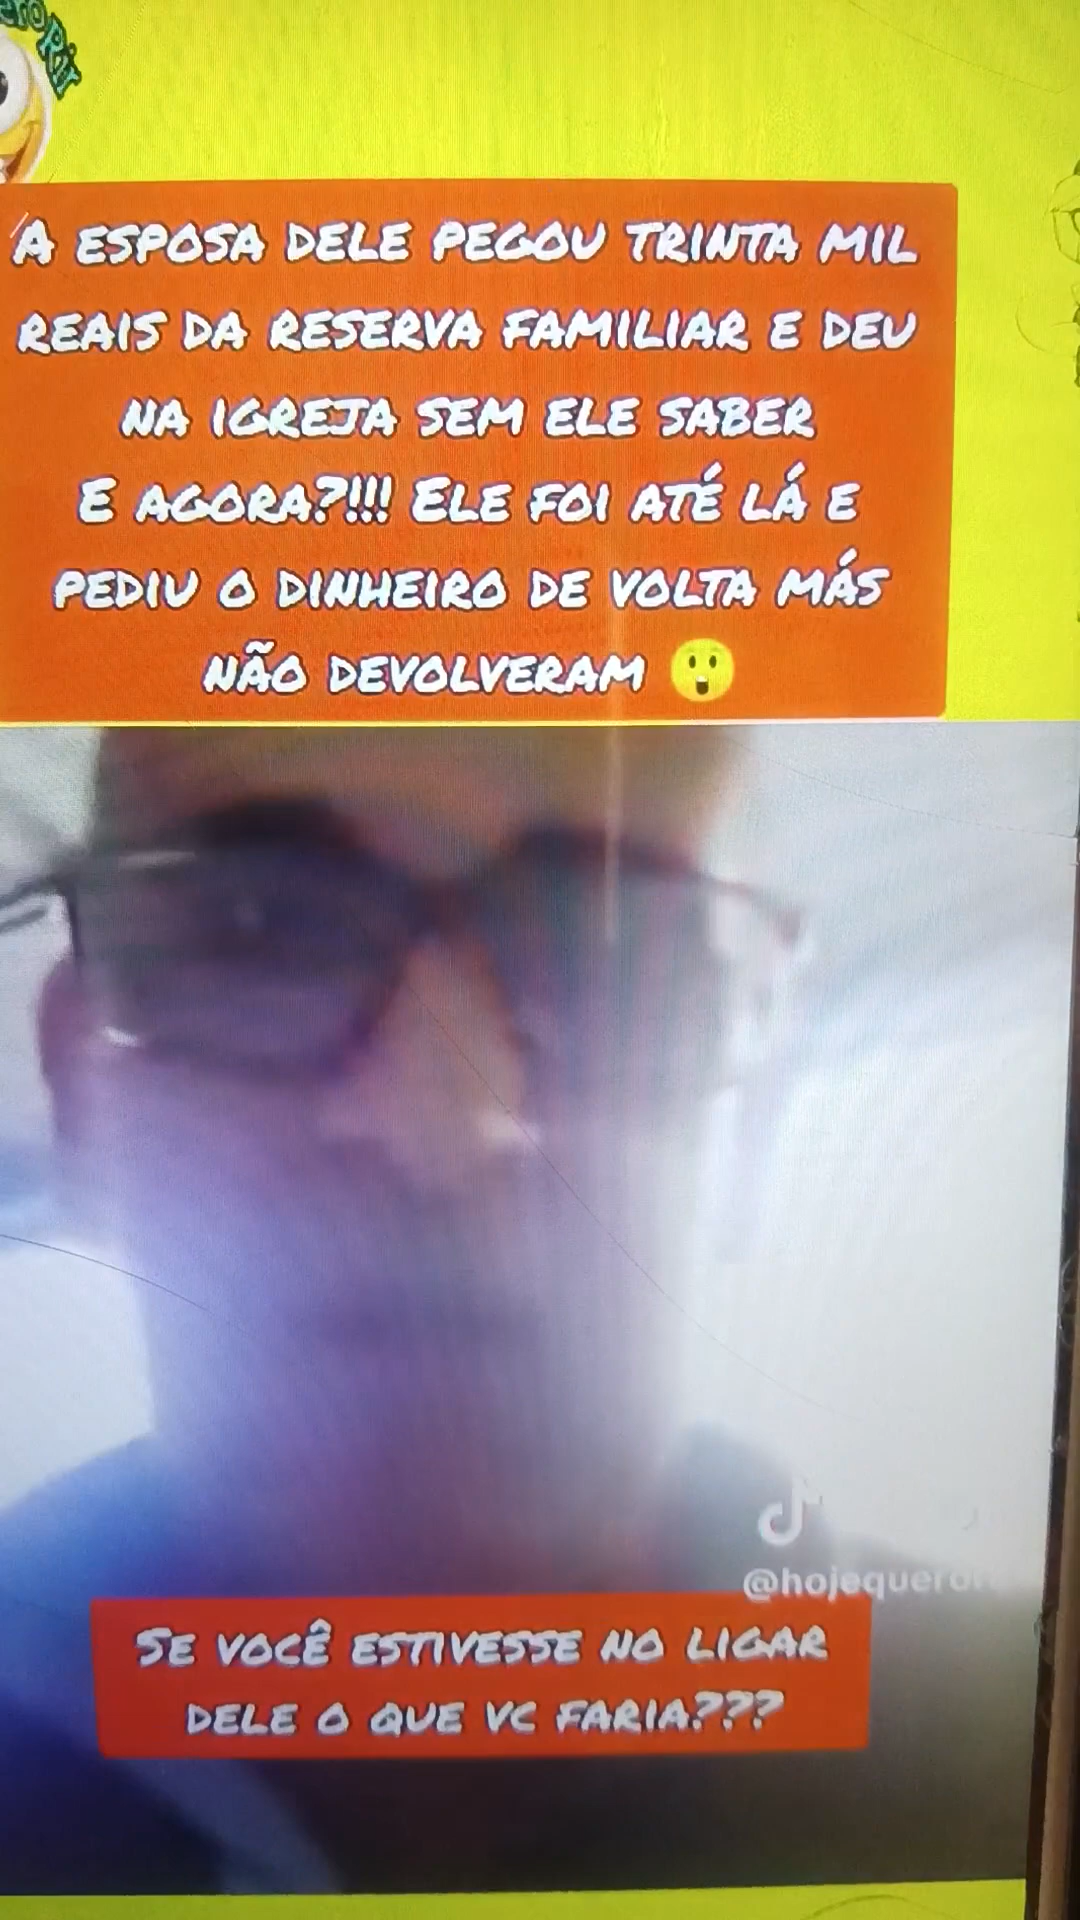 Rir
A ESPOSA DELE PEGOU TRINTA MIL
REAIS DA RESERVA FAMILIAR E DEU
NA IGREJA SEM ELE SABER
E AGORA?!!! ELE FOI ATÉ LÁ E
PEDIU O DINHEIRO DE VOLTA MÁS
NÃO DEVOLVERAM 😲
@hojequero
SE VOCÊ ESTIVESSE NO LIGAR
DELE O QUE VC FARIA???